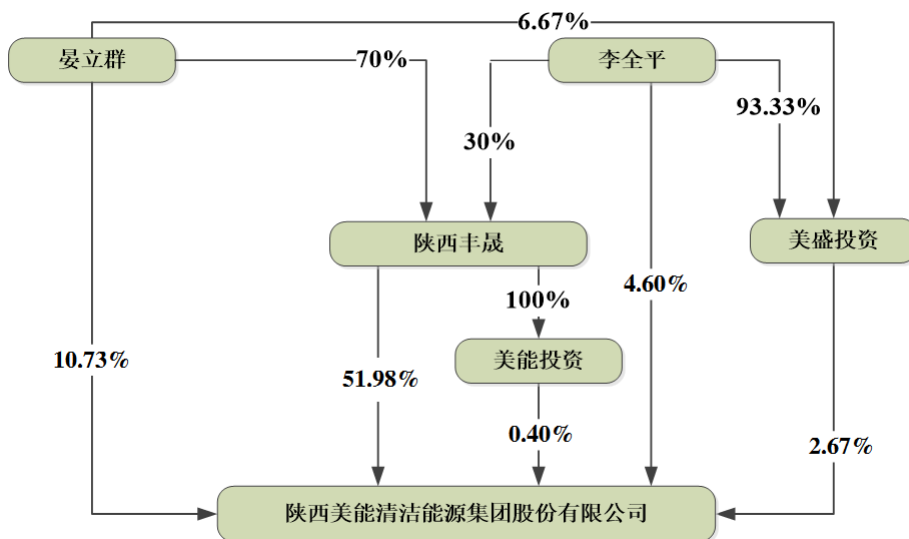 6.67%
晏立群
70%
李全平
93.33%
30%
陕西丰晟
美盛投资
4.60%
100%
10.73%
美能投资
51.98%
0.40%
2.67%
陕西美能清洁能源集团股份有限公司